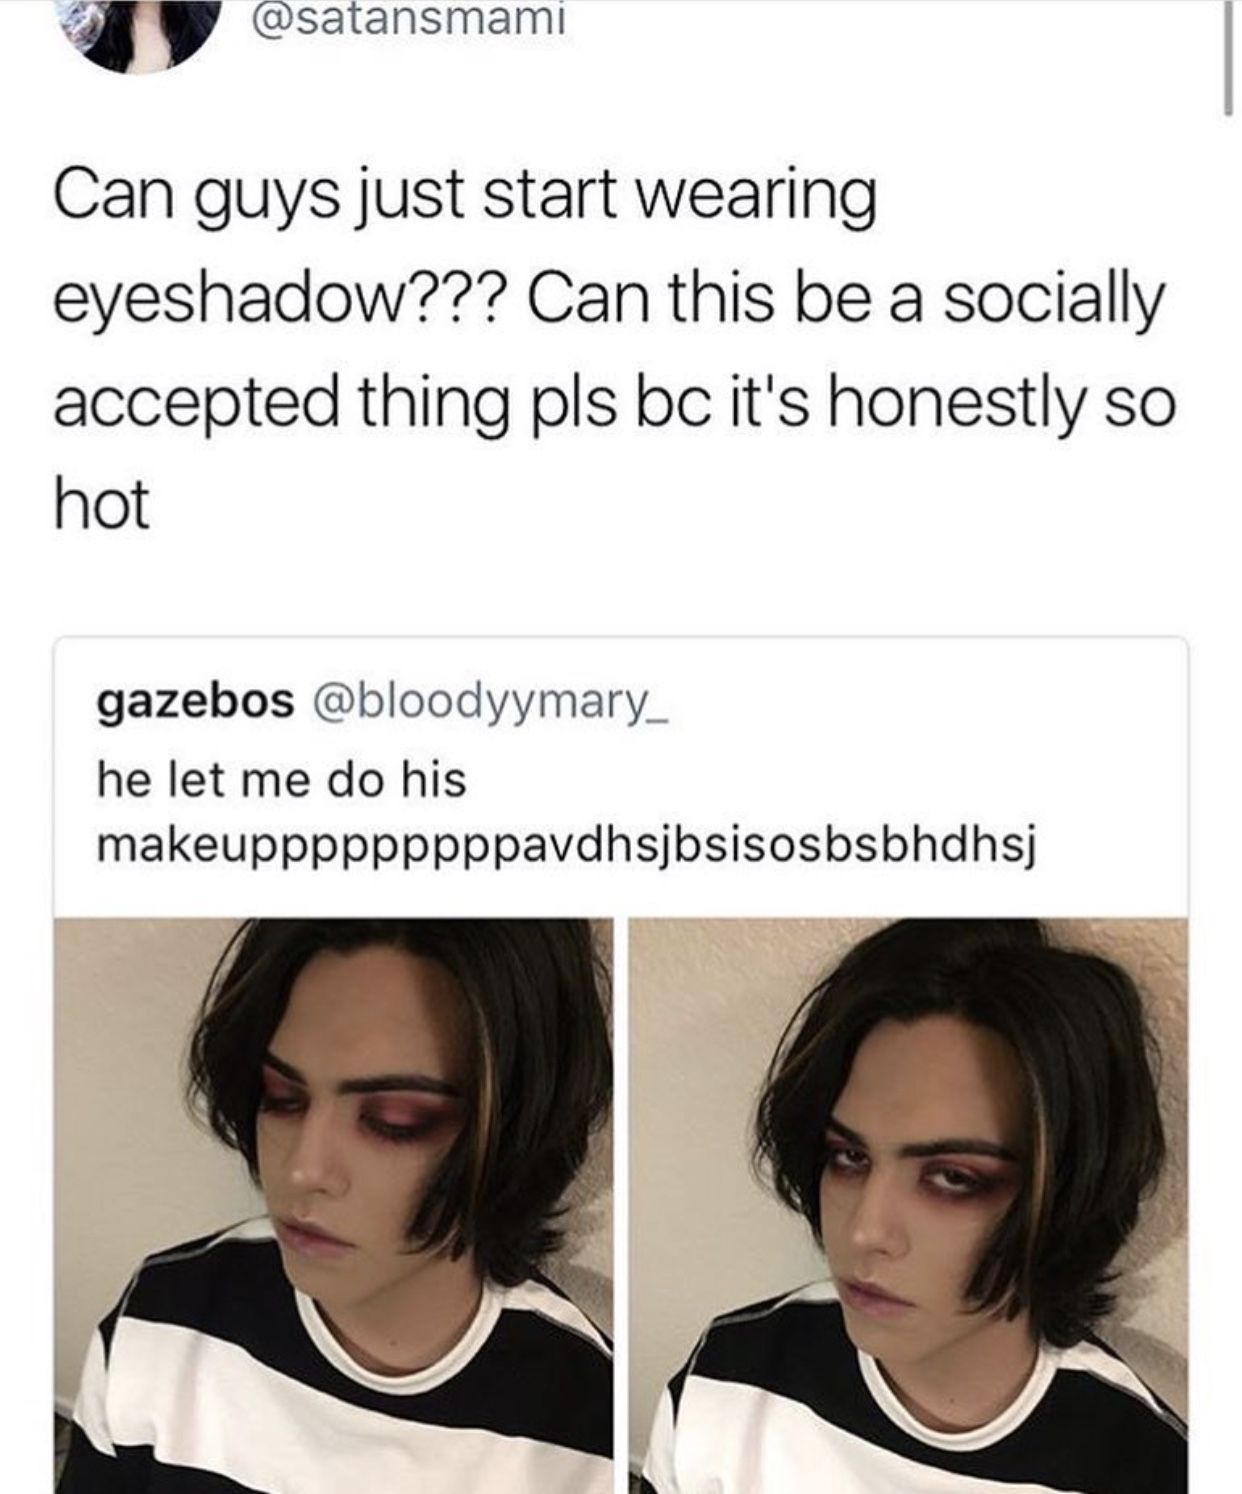 @satansmami
Can guys just start wearing
eyeshadow??? Can this be a socially
accepted thing pls bc it's honestly so
hot
gazebos @bloodyymary_
he let me do his
makeuppppppppppavdhsjbsisosbsbhdhsj